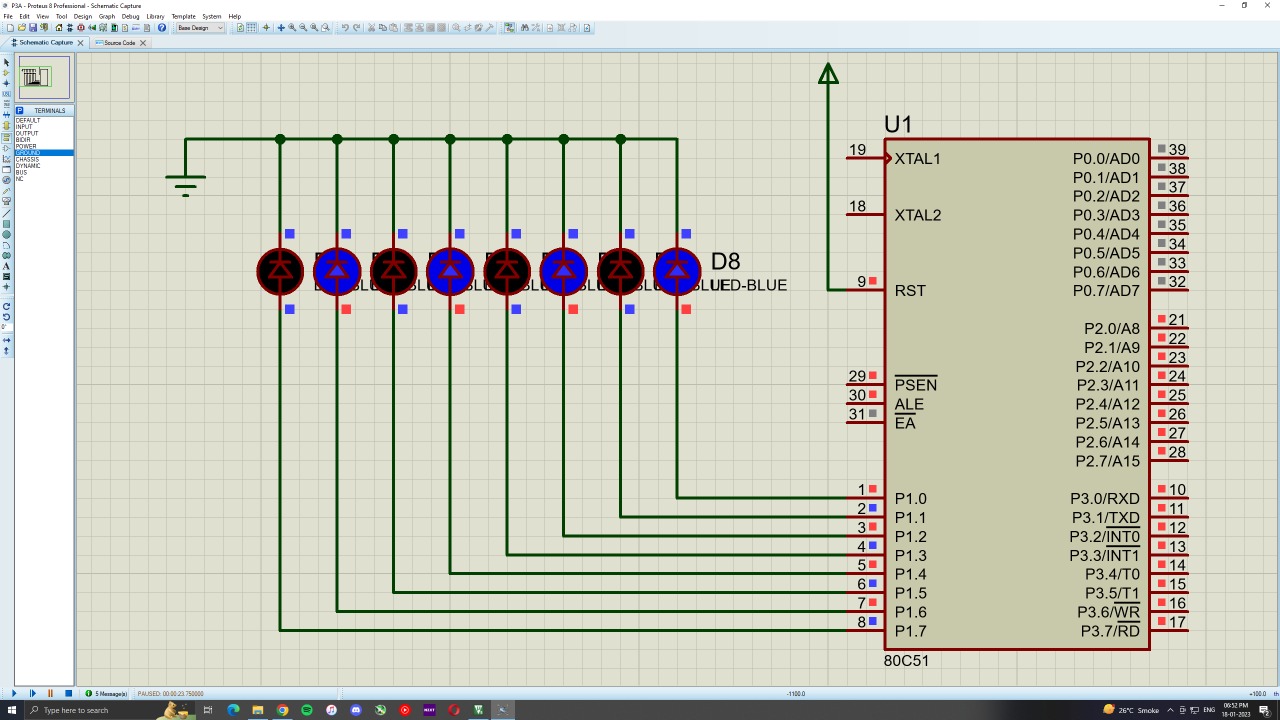 P3A - Proteus 8 Professional - Schematic Capture
File Edit View Tool Design Graph Debug Library Template System Help
Base Design
Schematic Capture
Source Code
P TERMINALS
DEFAULT
INPUT
OUTPUT
BIDIR
POWER
GROUND
CHASSIS
DYNAMIC
BUS
NC
D8
LED-BLUE
U1
19 XTAL1 P0.0/AD0 39
P0.1/AD1 38
P0.2/AD2 37
18 XTAL2 P0.3/AD3 36
P0.4/AD4 35
P0.5/AD5 34
P0.6/AD6 33
9 RST P0.7/AD7 32
P2.0/A8 21
P2.1/A9 22
P2.2/A10 23
29 PSEN P2.3/A11 24
30 ALE P2.4/A12 25
31 EA P2.5/A13 26
P2.6/A14 27
P2.7/A15 28
1 P1.0 P3.0/RXD 10
2 P1.1 P3.1/TXD 11
3 P1.2 P3.2/INT0 12
4 P1.3 P3.3/INT1 13
5 P1.4 P3.4/T0 14
6 P1.5 P3.5/T1 15
7 P1.6 P3.6/WR 16
8 P1.7 P3.7/RD 17
80C51
5 Message(s) PAUSED: 00:00:23.750000 -1100.0 +100.0 th
Type here to search
26°C Smoke ENG 06:52 PM
18-01-2023